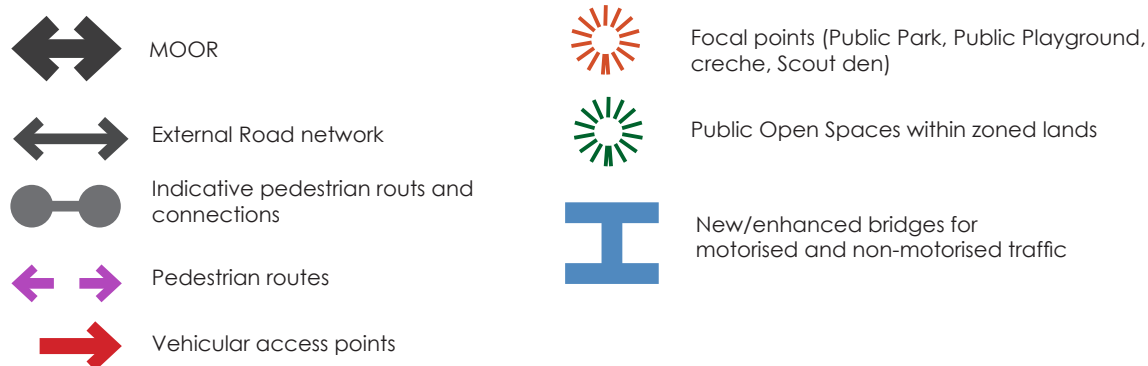 MOOR
External Road network
Indicative pedestrian routs and
connections
Pedestrian routes
Vehicular access points
Focal points (Public Park, Public Playground,
creche, Scout den)
Public Open Spaces within zoned lands
New/enhanced bridges for
motorised and non-motorised traffic